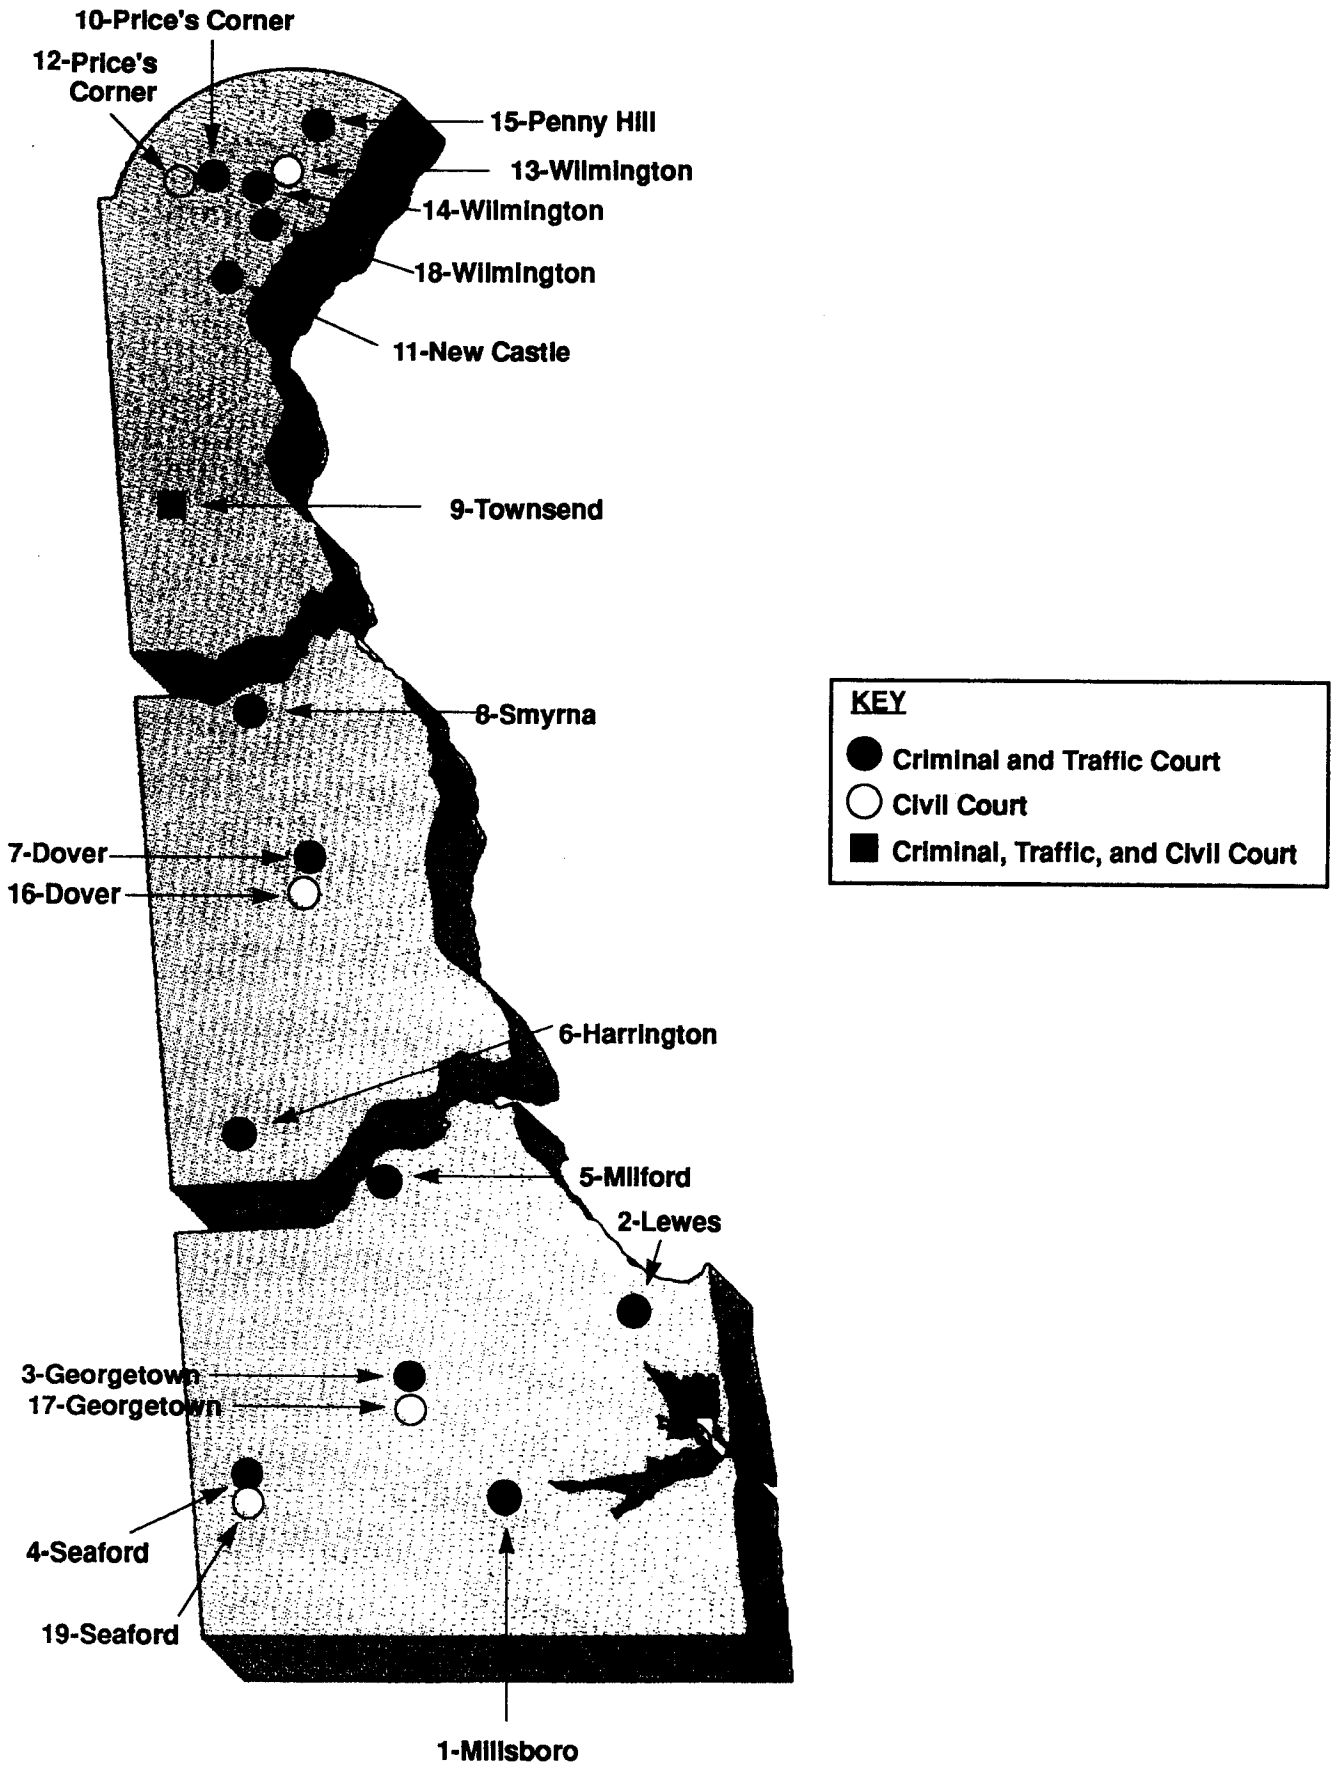 10-Price's Corner
12-Price's
Corner
15-Penny Hill
13-Wilmington
14-Wilmington
18-Wilmington
11-New Castle
9-Townsend
8-Smyrna
KEY
Criminal and Traffic Court
Civil Court
Criminal, Traffic, and Civil Court
7-Dover
16-Dover
6-Harrington
5-Milford
2-Lewes
3-Georgetown
17-Georgetown
4-Seaford
19-Seaford
1-Millsboro